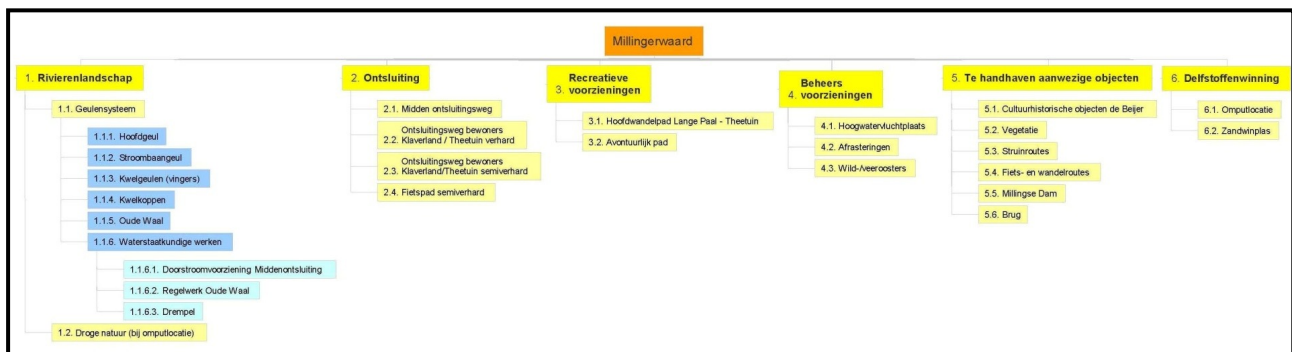 Millingerwaard
1. Rivierenlandschap
1.1. Geulensysteem
1.1.1. Hoofdgeul
1.1.2. Stroombaangeul
1.1.3. Kwelgeulen (vingers)
1.1.4. Kwelkoppen
1.1.5. Oude Waal
1.1.6. Waterstaatkundige werken
1.1.6.1. Doorstroomvoorziening Middenontsluiting
1.1.6.2. Regelwerk Oude Waal
1.1.6.3. Drempel
1.2. Droge natuur (bij omputlocatie)
2. Ontsluiting
2.1. Midden ontsluitingsweg
Ontsluitingsweg bewoners
2.2. Klaverland / Theetuin verhard
Ontsluitingsweg bewoners
2.3. Klaverland/Theetuin semiverhard
2.4. Fietspad semiverhard
Recreatieve
3. voorzieningen
3.1. Hoofdwandelpad Lange Paal - Theetuin
3.2. Avontuurlijk pad
Beheers
4. voorzieningen
4.1. Hoogwatervluchtplaats
4.2. Afrasteringen
4.3. Wild-/veeroosters
5. Te handhaven aanwezige objecten
5.1. Cultuurhistorische objecten de Beijer
5.2. Vegetatie
5.3. Struinroutes
5.4. Fiets- en wandelroutes
5.5. Millingse Dam
5.6. Brug
6. Delfstoffenwinning
6.1. Omputlocatie
6.2. Zandwinplas